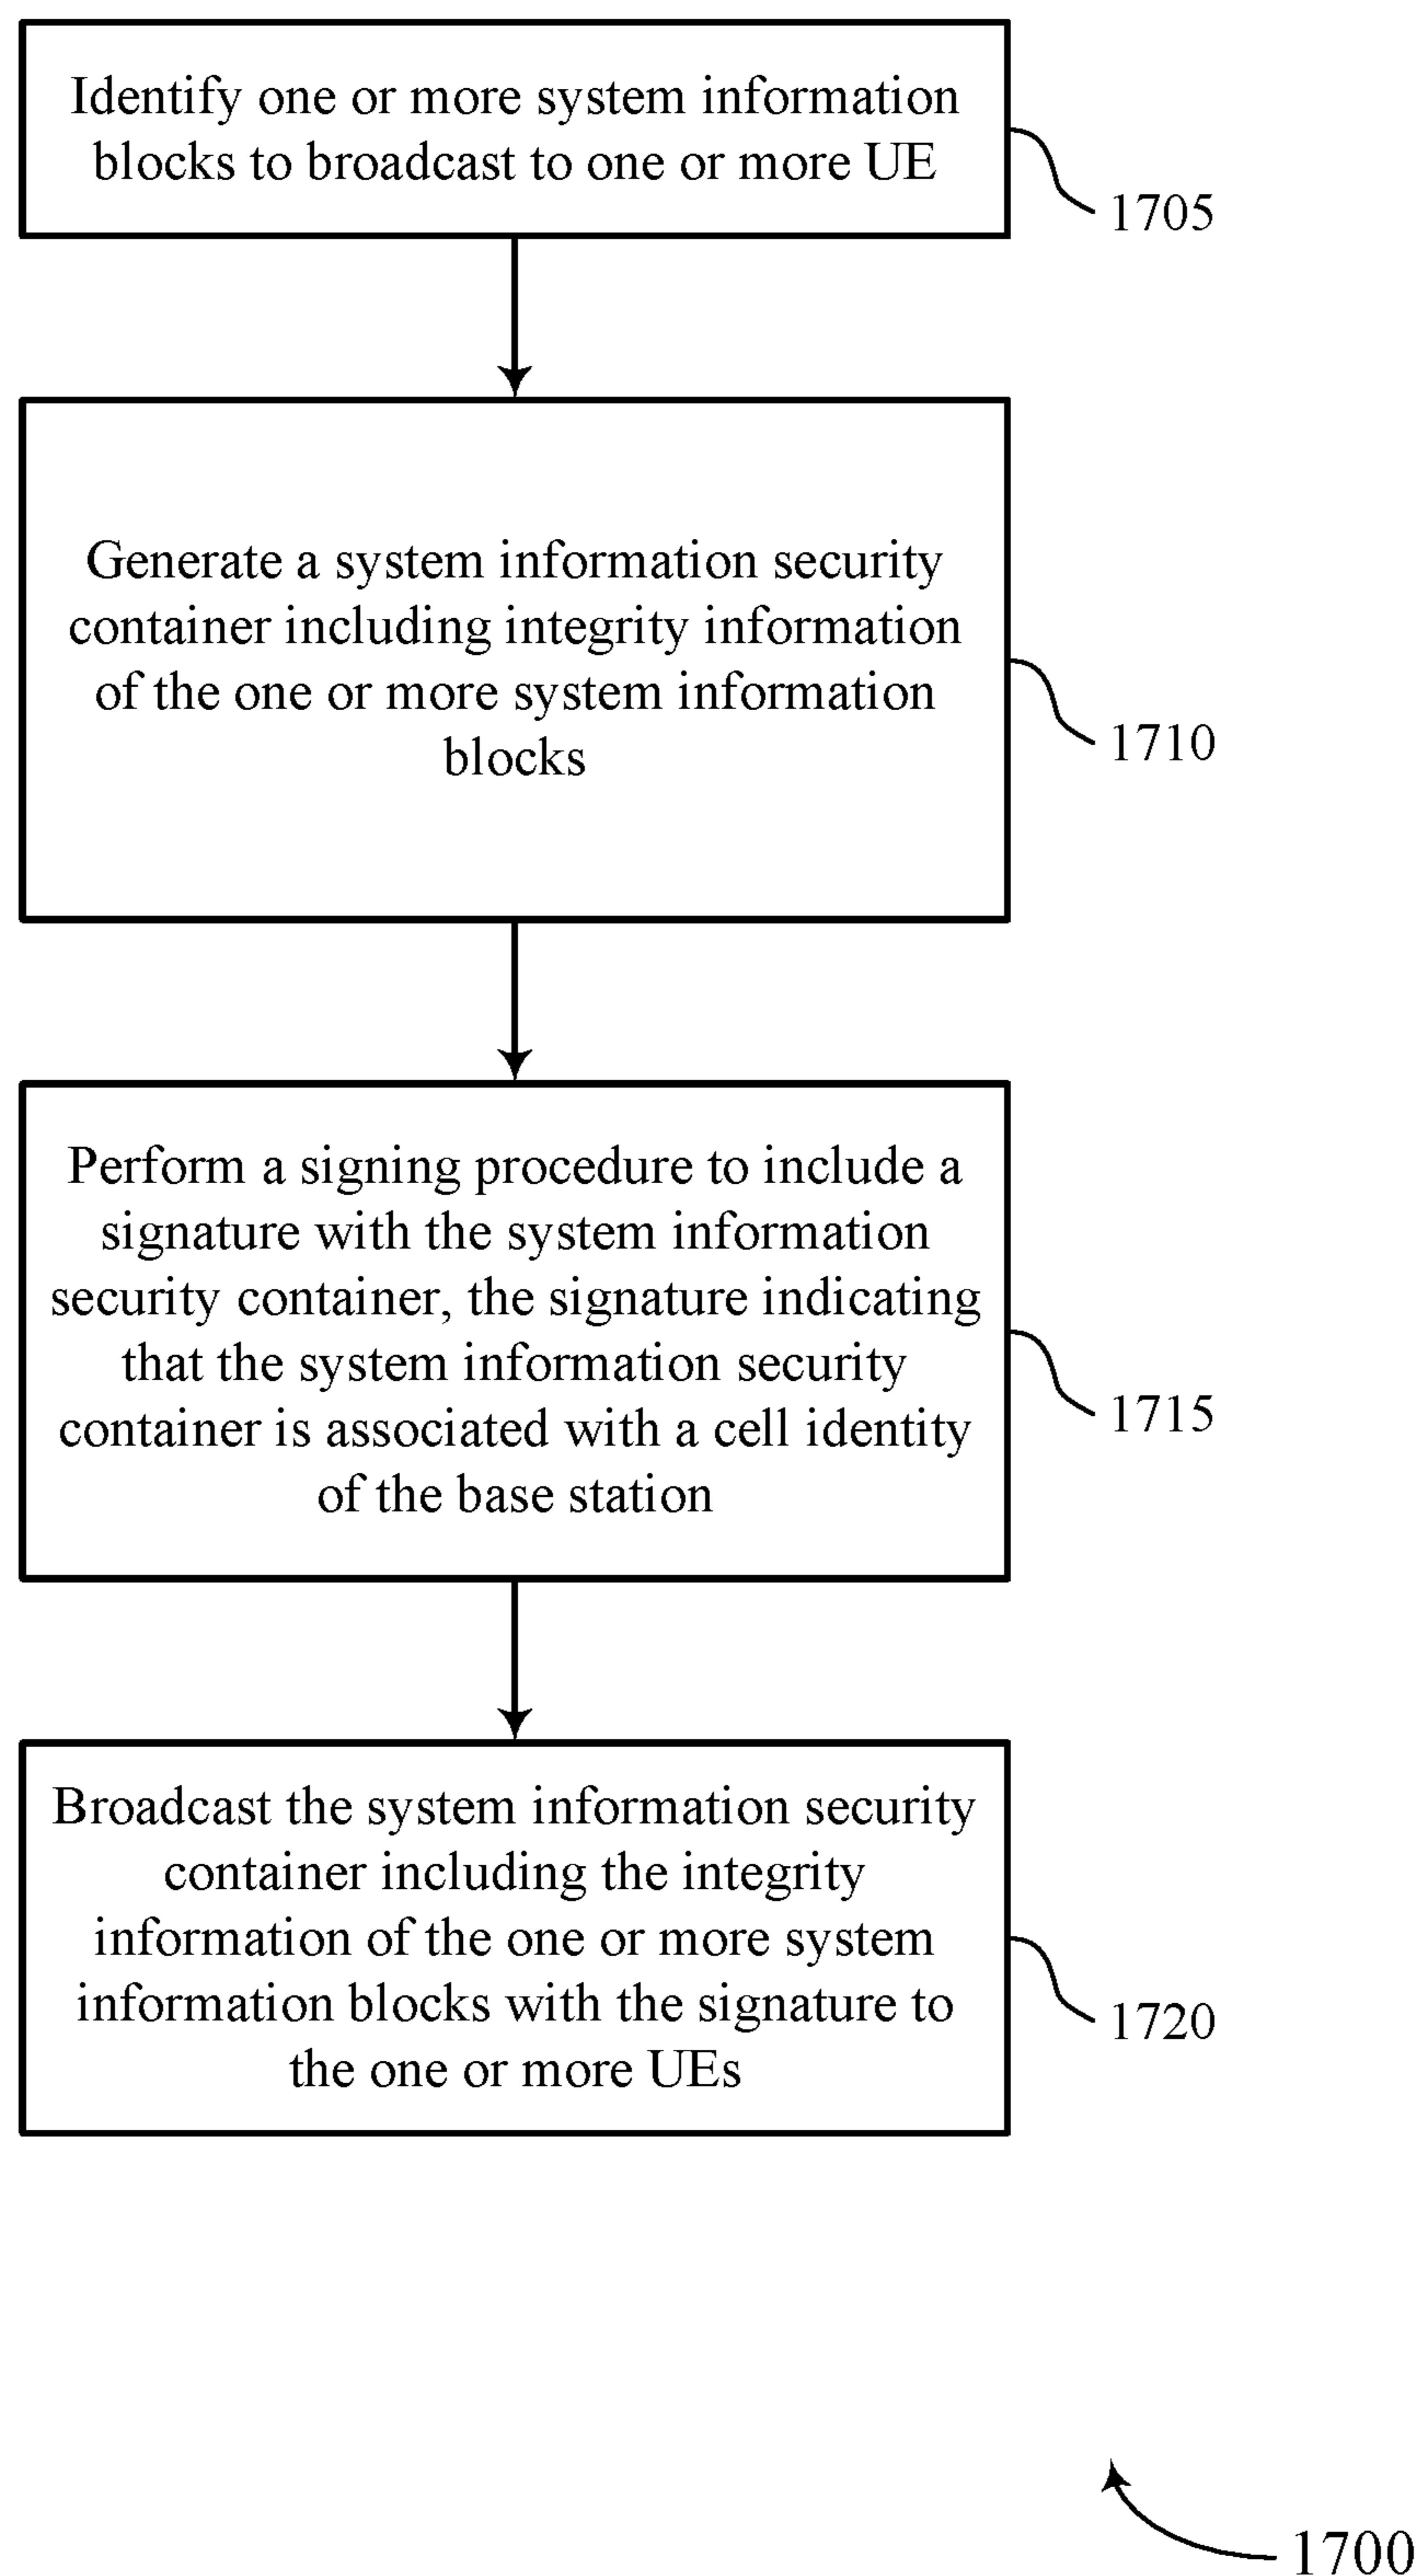 Identify one or more system information
blocks to broadcast to one or more UE
1705
Generate a system information security
container including integrity information
of the one or more system information
blocks
1710
Perform a signing procedure to include a
signature with the system information
security container, the signature indicating
that the system information security
container is associated with a cell identity
of the base station
1715
Broadcast the system information security
container including the integrity
information of the one or more system
information blocks with the signature to
the one or more UEs
1720
1700